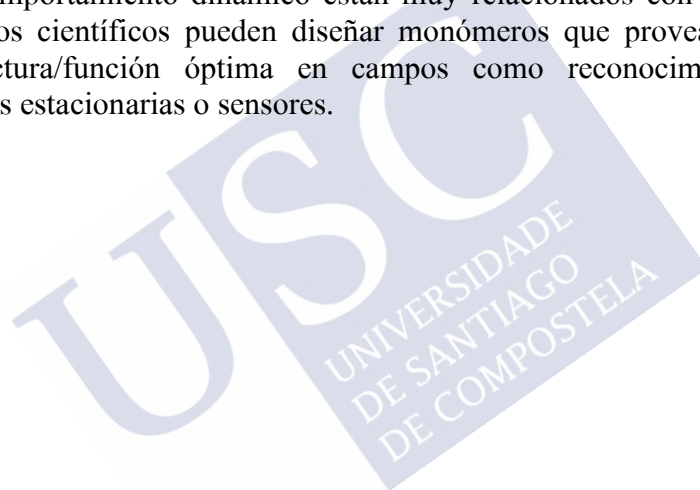 mportamiento dinámico están muy relacionados con
os científicos pueden diseñar monómeros que provea
ctura/función óptima en campos como reconocim
s estacionarias o sensores.
USC
UNIVERSIDADE
DE SANTIAGO
DE COMPOSTELA